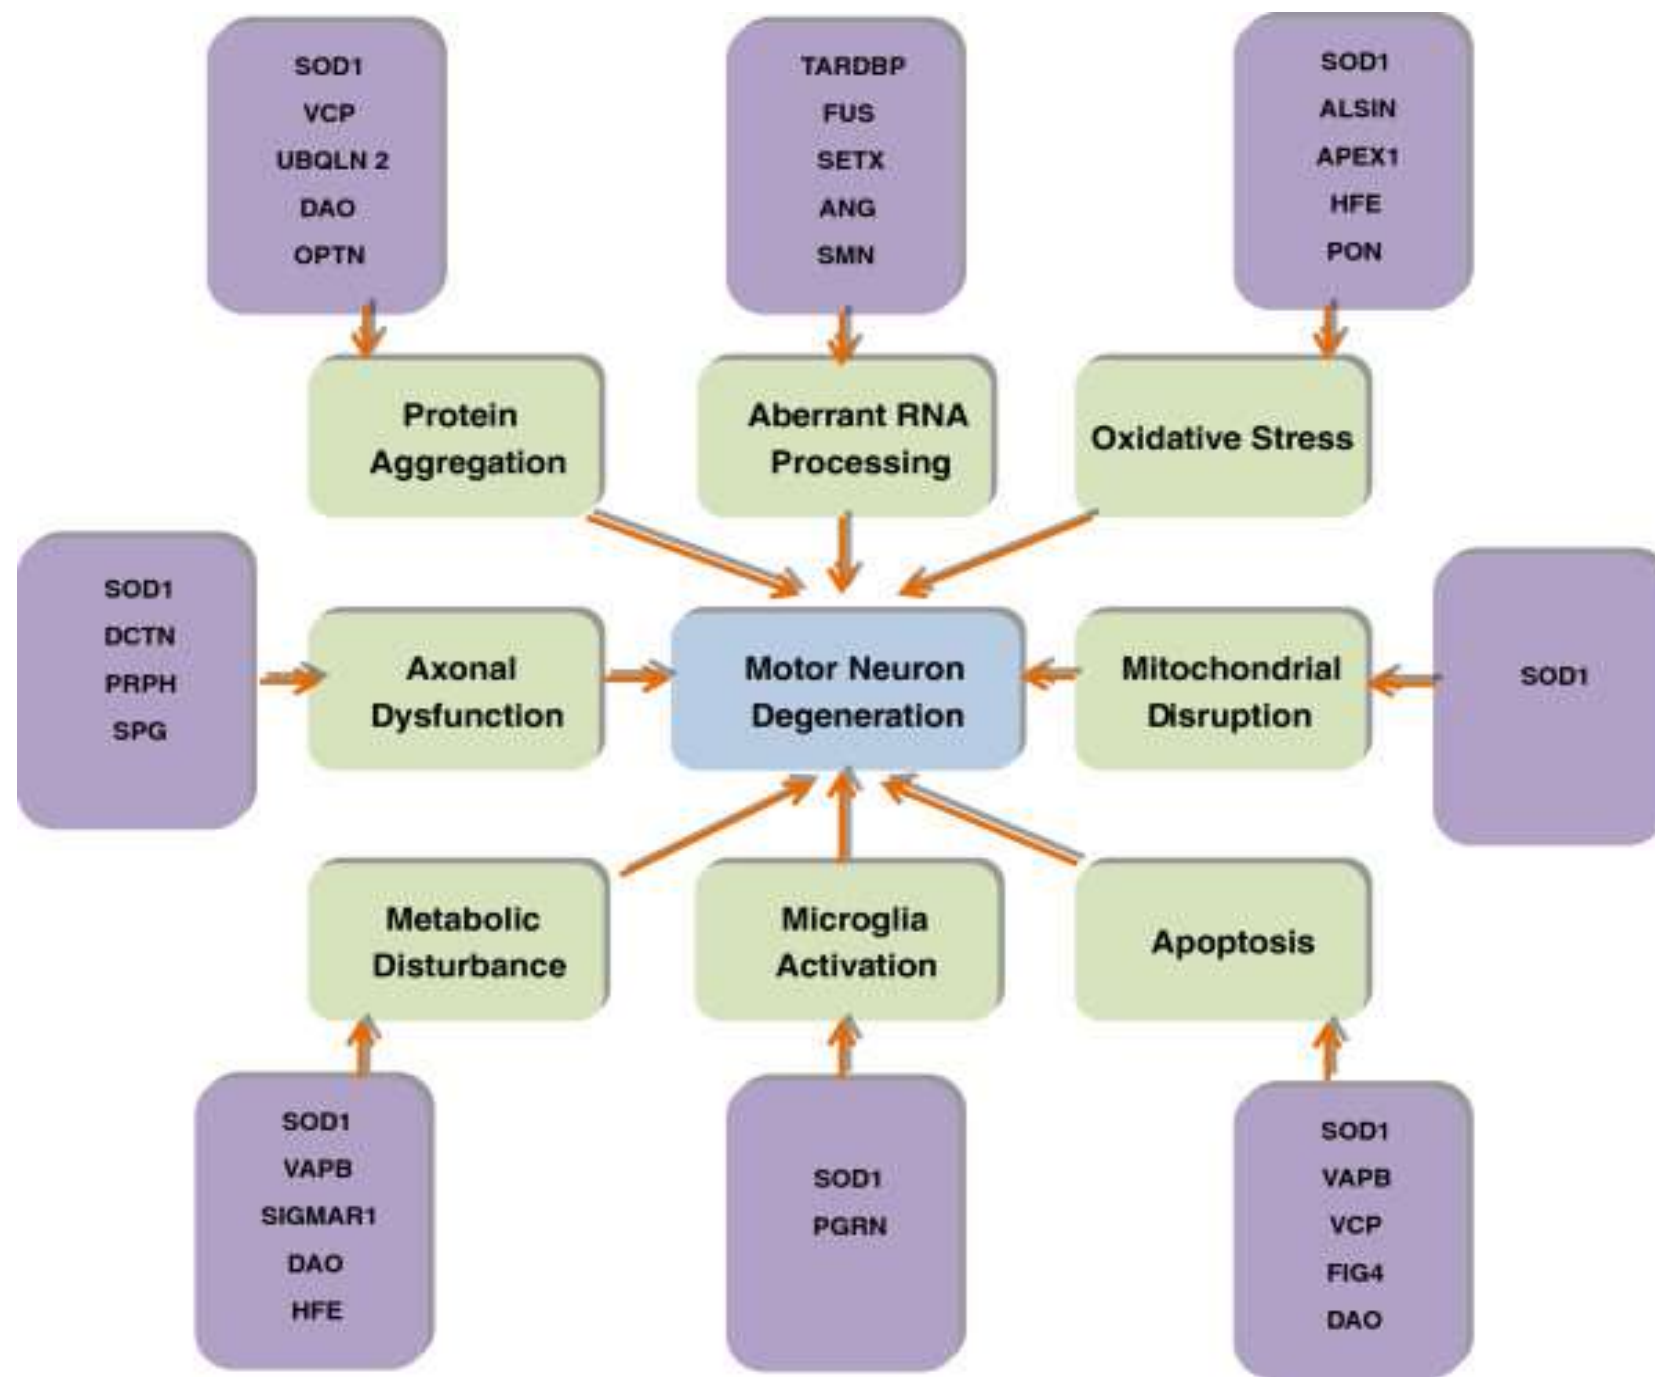 SOD1
VCP
UBQLN 2
DAO
OPTN
TARDBP
FUS
SETX
ANG
SMN
SOD1
ALSIN
APEX1
HFE
PON
Protein
Aggregation
Aberrant RNA
Processing
Oxidative Stress
SOD1
DCTN
PRPH
SPG
Axonal
Dysfunction
Motor Neuron
Degeneration
Mitochondrial
Disruption
SOD1
Metabolic
Disturbance
Microglia
Activation
Apoptosis
SOD1
VAPB
SIGMAR1
DAO
HFE
SOD1
PGRN
SOD1
VAPB
VCP
FIG4
DAO